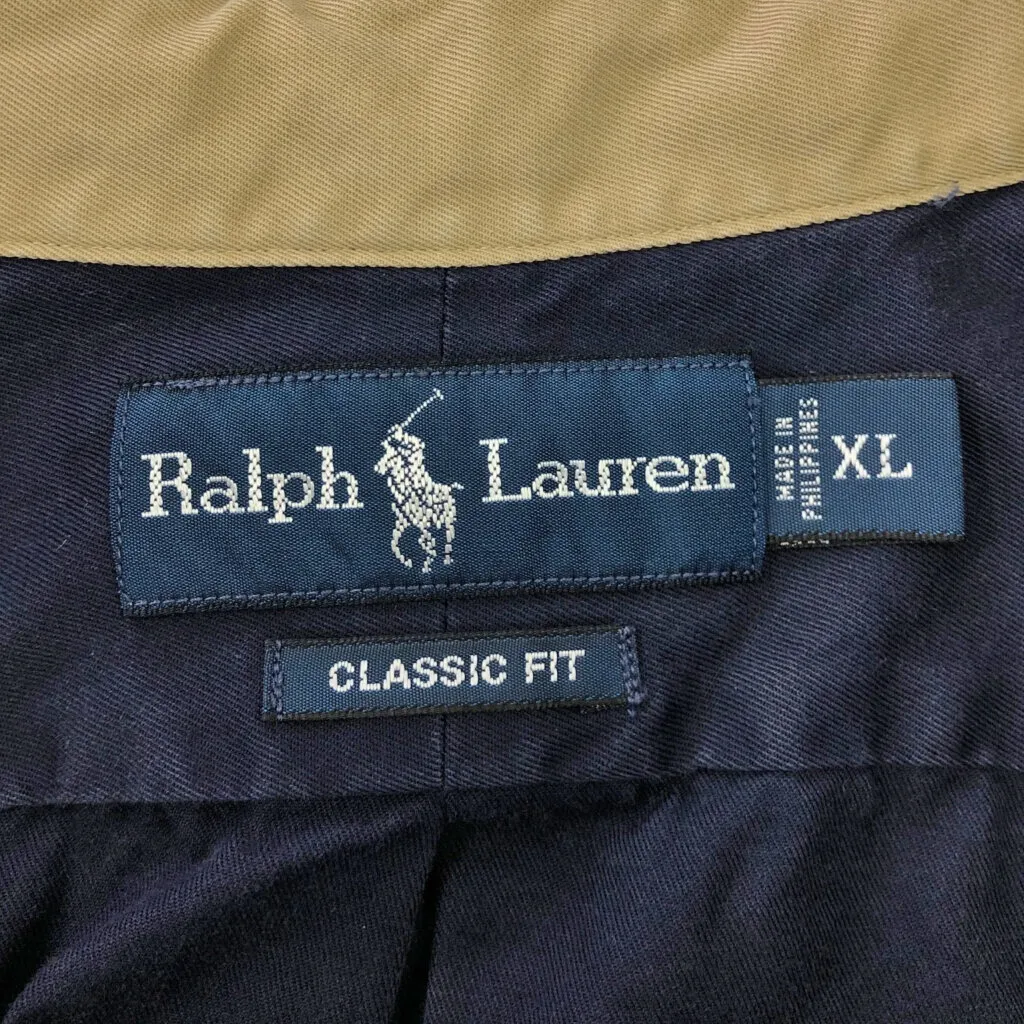 Ralph Lauren
MADE IN
PHILIPPINES
XL
CLASSIC FIT